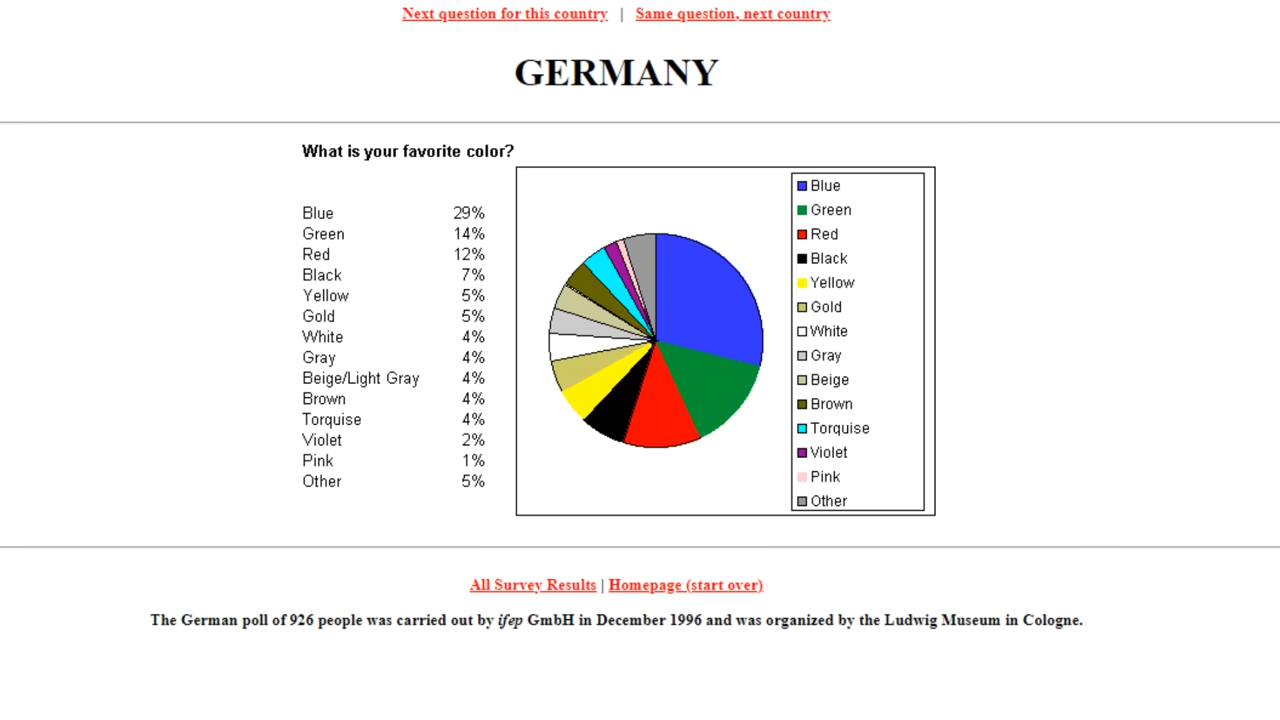 Next question for this country | Same question, next country
GERMANY
What is your favorite color?
Blue 29%
Green 14%
Red 12%
Black 7%
Yellow 5%
Gold 5%
White 4%
Gray 4%
Beige/Light Gray 4%
Brown 4%
Torquise 4%
Violet 2%
Pink 1%
Other 5%
Blue
Green
Red
Black
Yellow
Gold
White
Gray
Beige
Brown
Torquise
Violet
Pink
Other
All Survey Results | Homepage (start over)
The German poll of 926 people was carried out by ifep GmbH in December 1996 and was organized by the Ludwig Museum in Cologne.